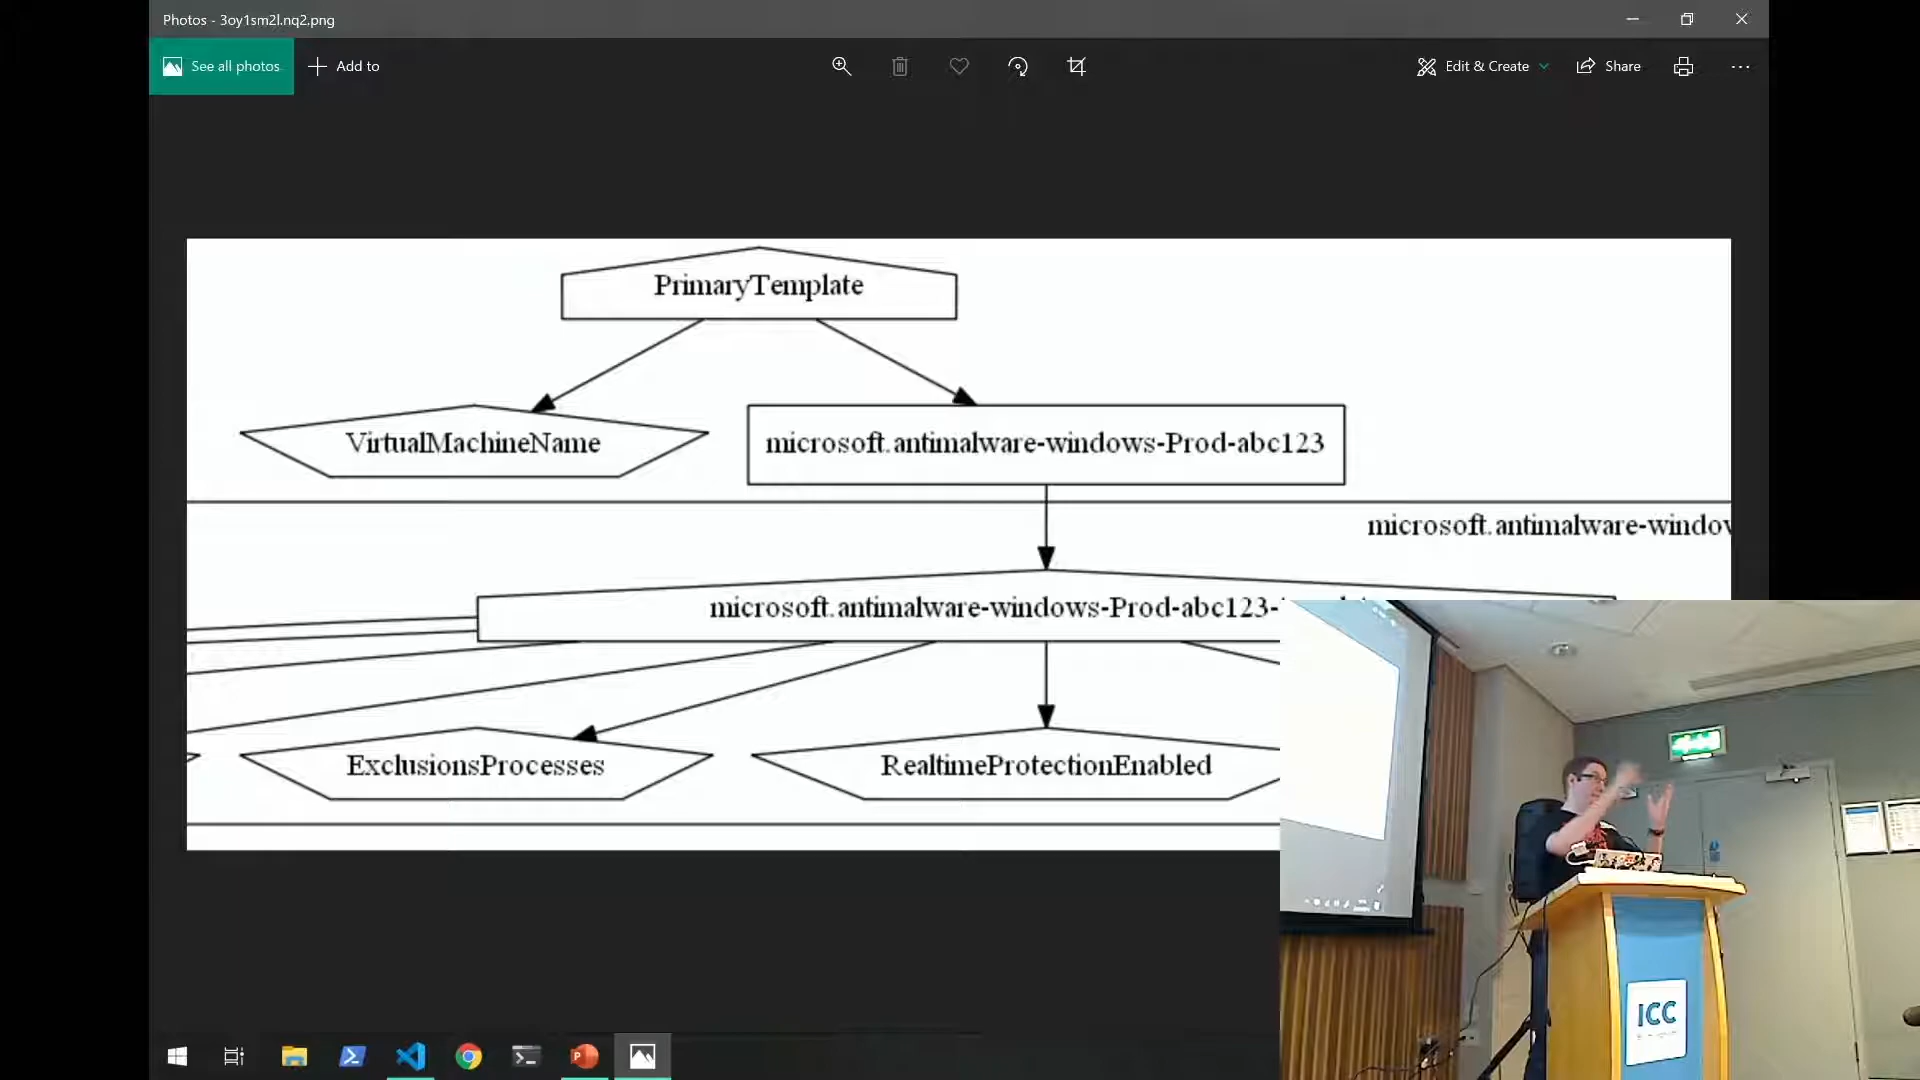 Photos - 3oy1sm2l.nq2.png
See all photos
Add to
Edit & Create
Share
PrimaryTemplate
VirtualMachineName
microsoft.antimalware-windows-Prod-abc123
microsoft.antimalware-window
microsoft.antimalware-windows-Prod-abc123-
ExclusionsProcesses
RealtimeProtectionEnabled
ICC